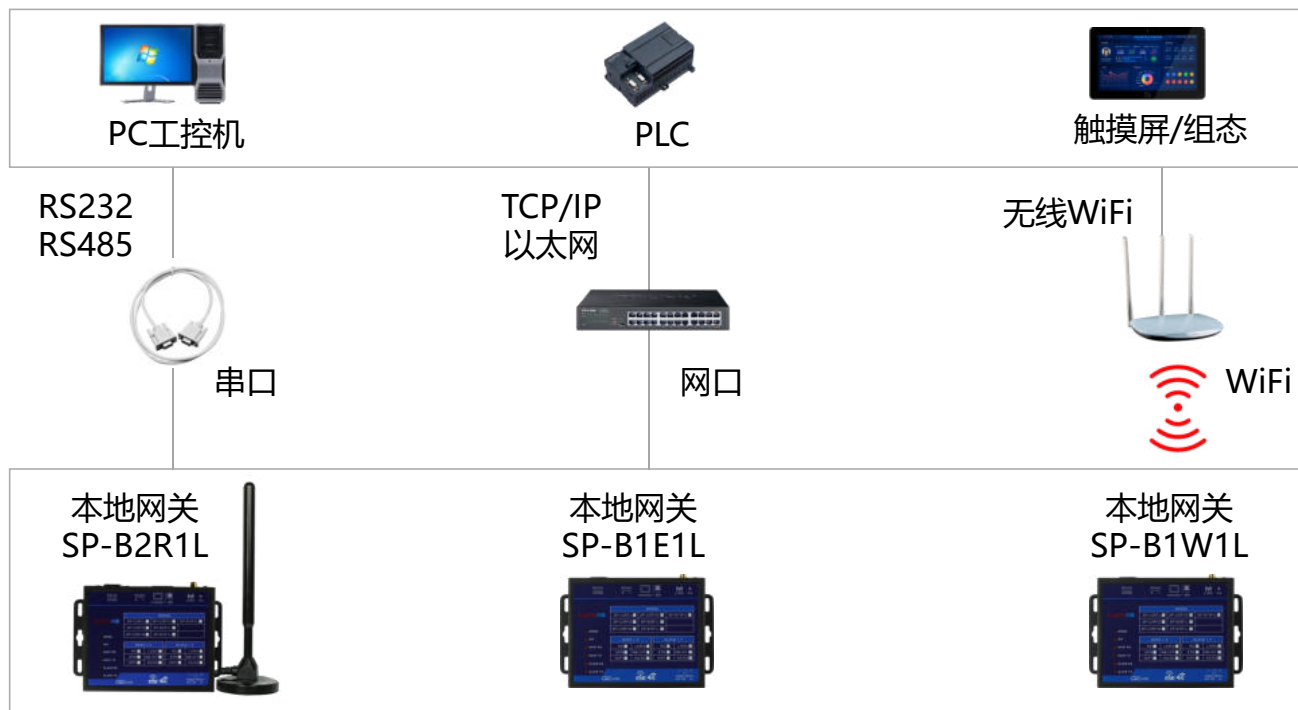 PC工控机
PLC
触摸屏/组态
RS232
RS485
TCP/IP
以太网
无线WiFi
串口
网口
WiFi
本地网关
SP-B2R1L
本地网关
SP-B1E1L
本地网关
SP-B1W1L